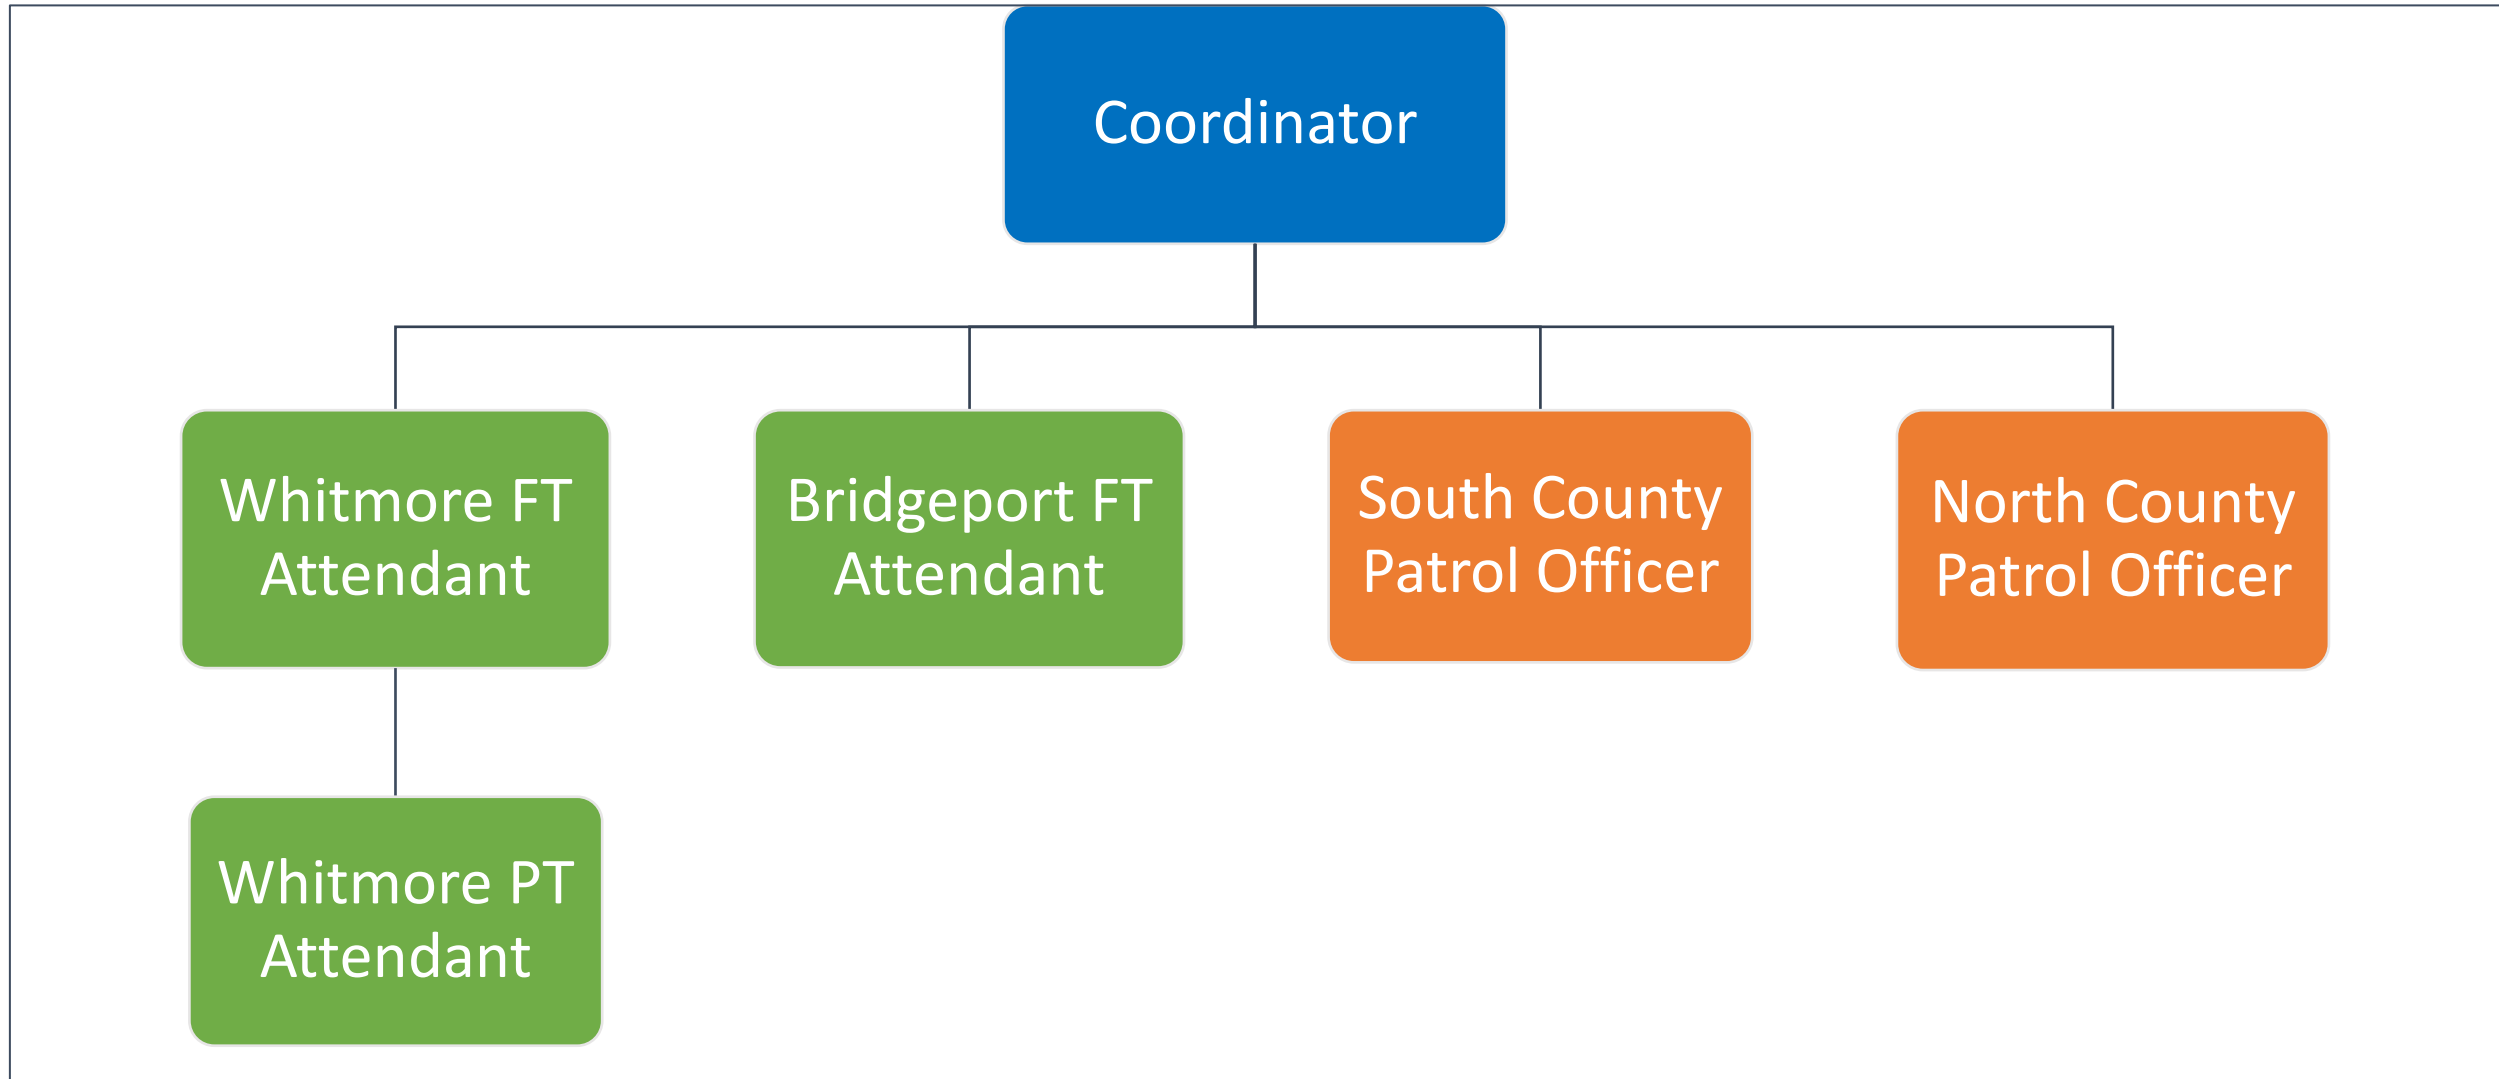 Coordinator
Whitmore FT
Attendant
Bridgeport FT
Attendant
South County
Patrol Officer
North County
Patrol Officer
Whitmore PT
Attendant